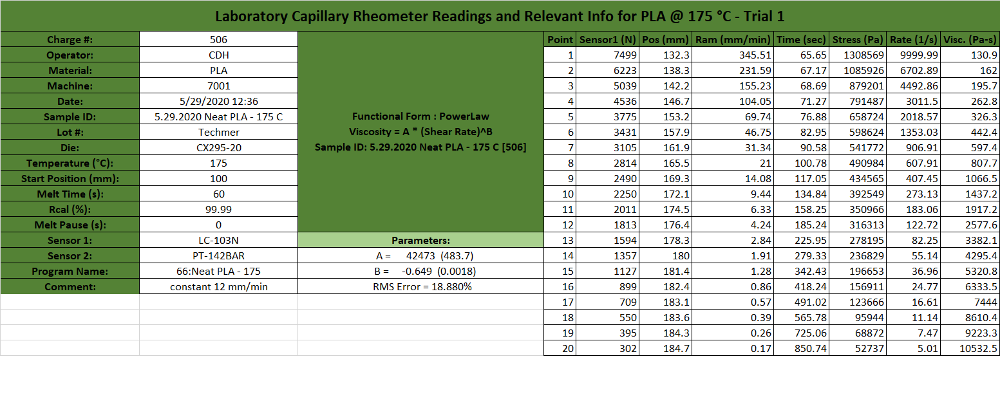 Laboratory Capillary Rheometer Readings and Relevant Info for PLA @ 175 °C - Trial 1
Charge #: 506
Operator: CDH
Material: PLA
Machine: 7001
Date: 5/29/2020 12:36
Sample ID: 5.29.2020 Neat PLA - 175 C
Lot #: Techmer
Die: CX295-20
Temperature (°C): 175
Start Position (mm): 100
Melt Time (s): 60
Rcal (%): 99.99
Melt Pause (s): 0
Sensor 1: LC-103N
Sensor 2: PT-142BAR
Program Name: 66:Neat PLA - 175
Comment: constant 12 mm/min
Functional Form : PowerLaw
Viscosity = A * (Shear Rate)^B
Sample ID: 5.29.2020 Neat PLA - 175 C [506]
Parameters:
A = 42473 (483.7)
B = -0.649 (0.0018)
RMS Error = 18.880%
Point Sensor1 (N) Pos (mm) Ram (mm/min) Time (sec) Stress (Pa) Rate (1/s) Visc. (Pa-s)
1 7499 132.3 345.51 65.65 1308569 9999.99 130.9
2 6223 138.3 231.59 67.17 1085926 6702.89 162
3 5039 142.2 155.23 68.69 879201 4492.86 195.7
4 4536 146.7 104.05 71.27 791487 3011.5 262.8
5 3775 153.2 69.74 76.88 658724 2018.57 326.3
6 3431 157.9 46.75 82.95 598624 1353.03 442.4
7 3105 161.9 31.34 90.58 541772 906.91 597.4
8 2814 165.5 21 100.78 490984 607.91 807.7
9 2490 169.3 14.08 117.05 434565 407.45 1066.5
10 2250 172.1 9.44 134.84 392549 273.13 1437.2
11 2011 174.5 6.33 158.25 350966 183.06 1917.2
12 1813 176.4 4.24 185.24 316313 122.72 2577.6
13 1594 178.3 2.84 225.95 278195 82.25 3382.1
14 1357 180 1.91 279.33 236829 55.14 4295.4
15 1127 181.4 1.28 342.43 196653 36.96 5320.8
16 899 182.4 0.86 418.24 156911 24.77 6333.5
17 709 183.1 0.57 491.02 123666 16.61 7444
18 550 183.6 0.39 565.78 95944 11.14 8610.4
19 395 184.3 0.26 725.06 68872 7.47 9223.3
20 302 184.7 0.17 850.74 52737 5.01 10532.5